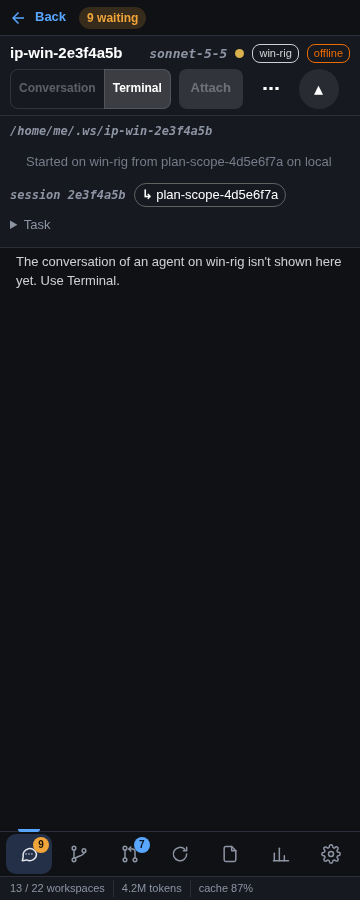 Back 9 waiting
ip-win-2e3f4a5b sonnet-5-5 win-rig offline
Conversation Terminal Attach ... ▲
/home/me/.ws/ip-win-2e3f4a5b
Started on win-rig from plan-scope-4d5e6f7a on local
session 2e3f4a5b ↳ plan-scope-4d5e6f7a
▶ Task
The conversation of an agent on win-rig isn't shown here
yet. Use Terminal.
9 7
13 / 22 workspaces 4.2M tokens cache 87%